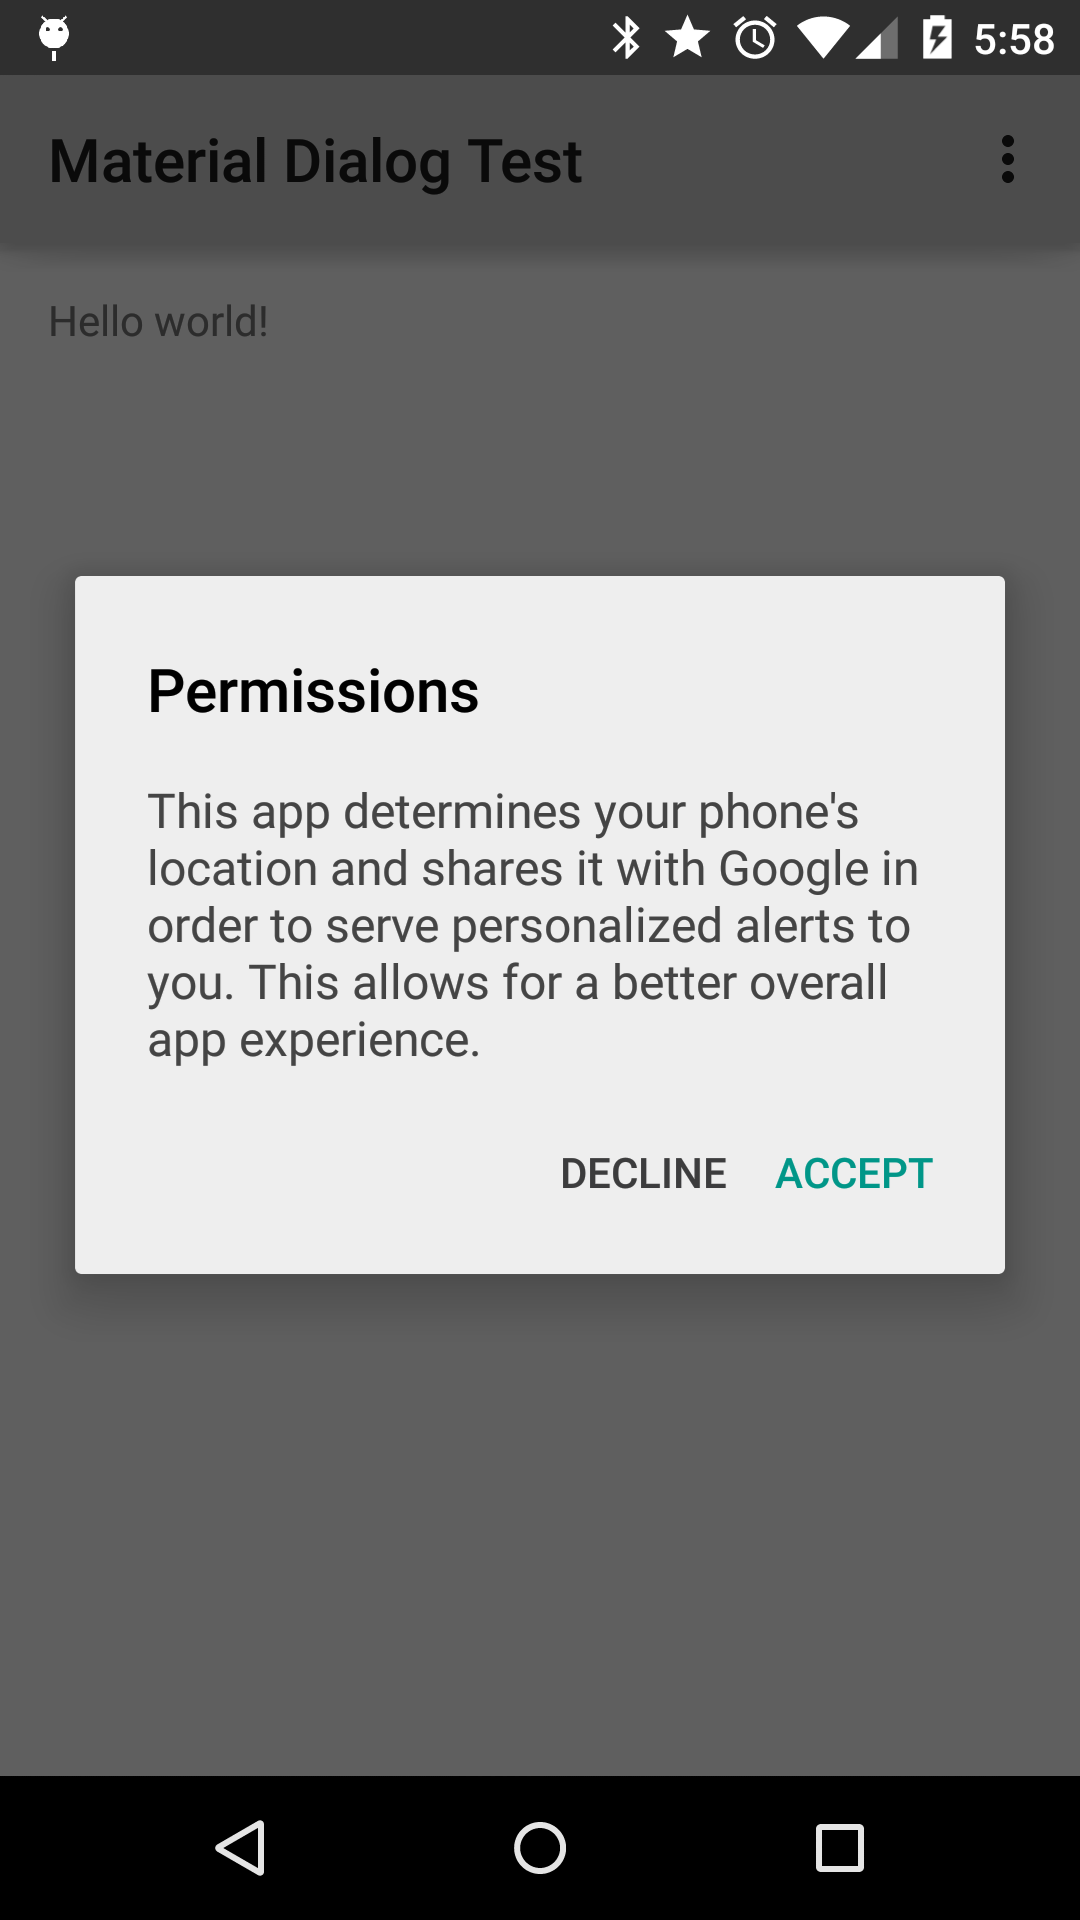 5:58
Material Dialog Test
Hello world!
Permissions
This app determines your phone's
location and shares it with Google in
order to serve personalized alerts to
you. This allows for a better overall
app experience.
DECLINE ACCEPT